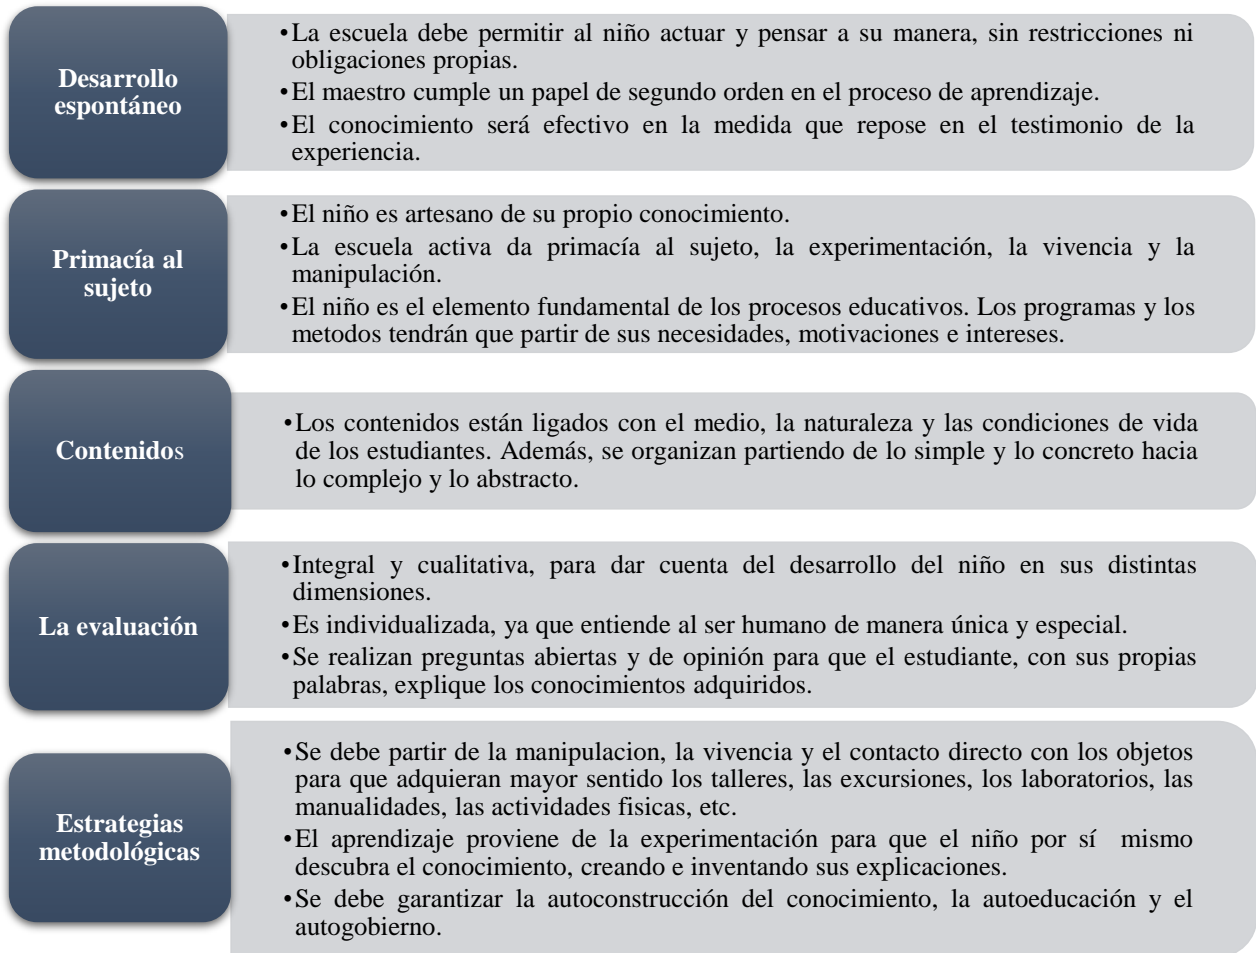 Desarrollo
espontáneo
•La escuela debe permitir al niño actuar y pensar a su manera, sin restricciones ni
obligaciones propias.
•El maestro cumple un papel de segundo orden en el proceso de aprendizaje.
•El conocimiento será efectivo en la medida que repose en el testimonio de la
experiencia.
Primacía al
sujeto
•El niño es artesano de su propio conocimiento.
•La escuela activa da primacía al sujeto, la experimentación, la vivencia y la
manipulación.
•El niño es el elemento fundamental de los procesos educativos. Los programas y los
metodos tendrán que partir de sus necesidades, motivaciones e intereses.
Contenidos
•Los contenidos están ligados con el medio, la naturaleza y las condiciones de vida
de los estudiantes. Además, se organizan partiendo de lo simple y lo concreto hacia
lo complejo y lo abstracto.
La evaluación
•Integral y cualitativa, para dar cuenta del desarrollo del niño en sus distintas
dimensiones.
•Es individualizada, ya que entiende al ser humano de manera única y especial.
•Se realizan preguntas abiertas y de opinión para que el estudiante, con sus propias
palabras, explique los conocimientos adquiridos.
Estrategias
metodológicas
•Se debe partir de la manipulacion, la vivencia y el contacto directo con los objetos
para que adquieran mayor sentido los talleres, las excursiones, los laboratorios, las
manualidades, las actividades fisicas, etc.
•El aprendizaje proviene de la experimentación para que el niño por sí mismo
descubra el conocimiento, creando e inventando sus explicaciones.
•Se debe garantizar la autoconstrucción del conocimiento, la autoeducación y el
autogobierno.